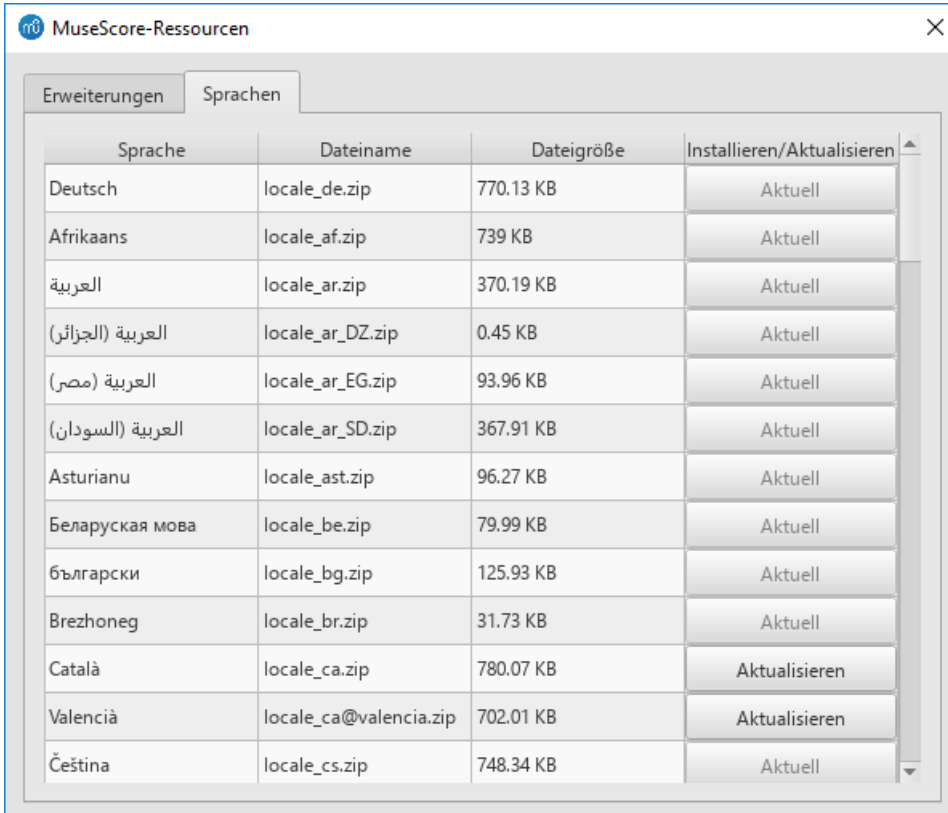 MuseScore-Ressourcen
Erweiterungen Sprachen
Sprache Dateiname Dateigröße Installieren/Aktualisieren
Deutsch locale_de.zip 770.13 KB Aktuell
Afrikaans locale_af.zip 739 KB Aktuell
العربية locale_ar.zip 370.19 KB Aktuell
العربية (الجزائر) locale_ar_DZ.zip 0.45 KB Aktuell
العربية (مصر) locale_ar_EG.zip 93.96 KB Aktuell
العربية (السودان) locale_ar_SD.zip 367.91 KB Aktuell
Asturianu locale_ast.zip 96.27 KB Aktuell
Беларуская мова locale_be.zip 79.99 KB Aktuell
български locale_bg.zip 125.93 KB Aktuell
Brezhoneg locale_br.zip 31.73 KB Aktuell
Català locale_ca.zip 780.07 KB Aktualisieren
Valencià locale_ca@valencia.zip 702.01 KB Aktualisieren
Čeština locale_cs.zip 748.34 KB Aktuell